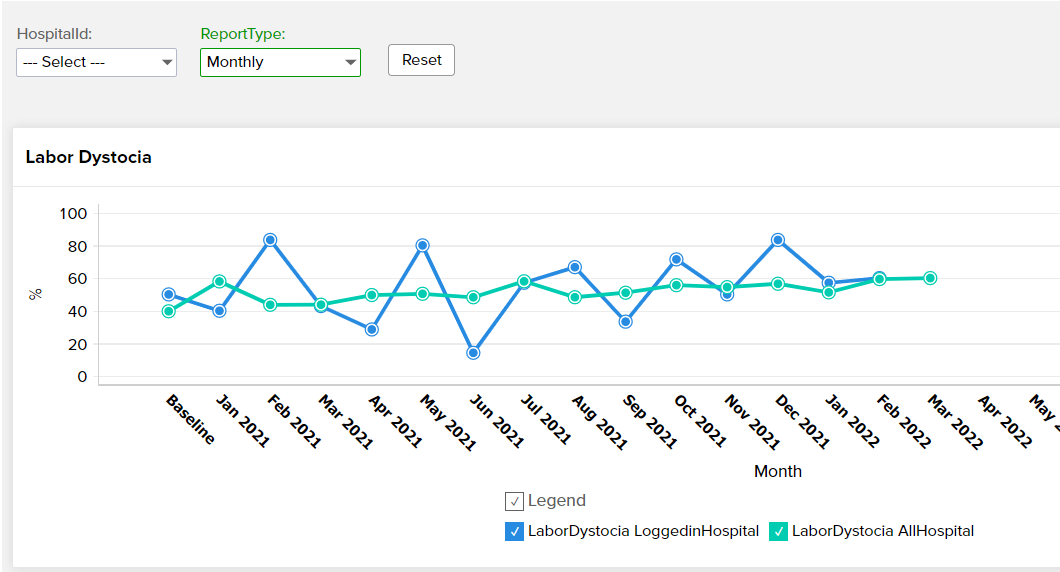 HospitalId: ReportType:
--- Select --- Monthly Reset
Labor Dystocia
100
80
60
40
20
0
%
Baseline Jan 2021 Feb 2021 Mar 2021 Apr 2021 May 2021 Jun 2021 Jul 2021 Aug 2021 Sep 2021 Oct 2021 Nov 2021 Dec 2021 Jan 2022 Feb 2022 Mar 2022 Apr 2022 May
Month
Legend
LaborDystocia LoggedinHospital LaborDystocia AllHospital